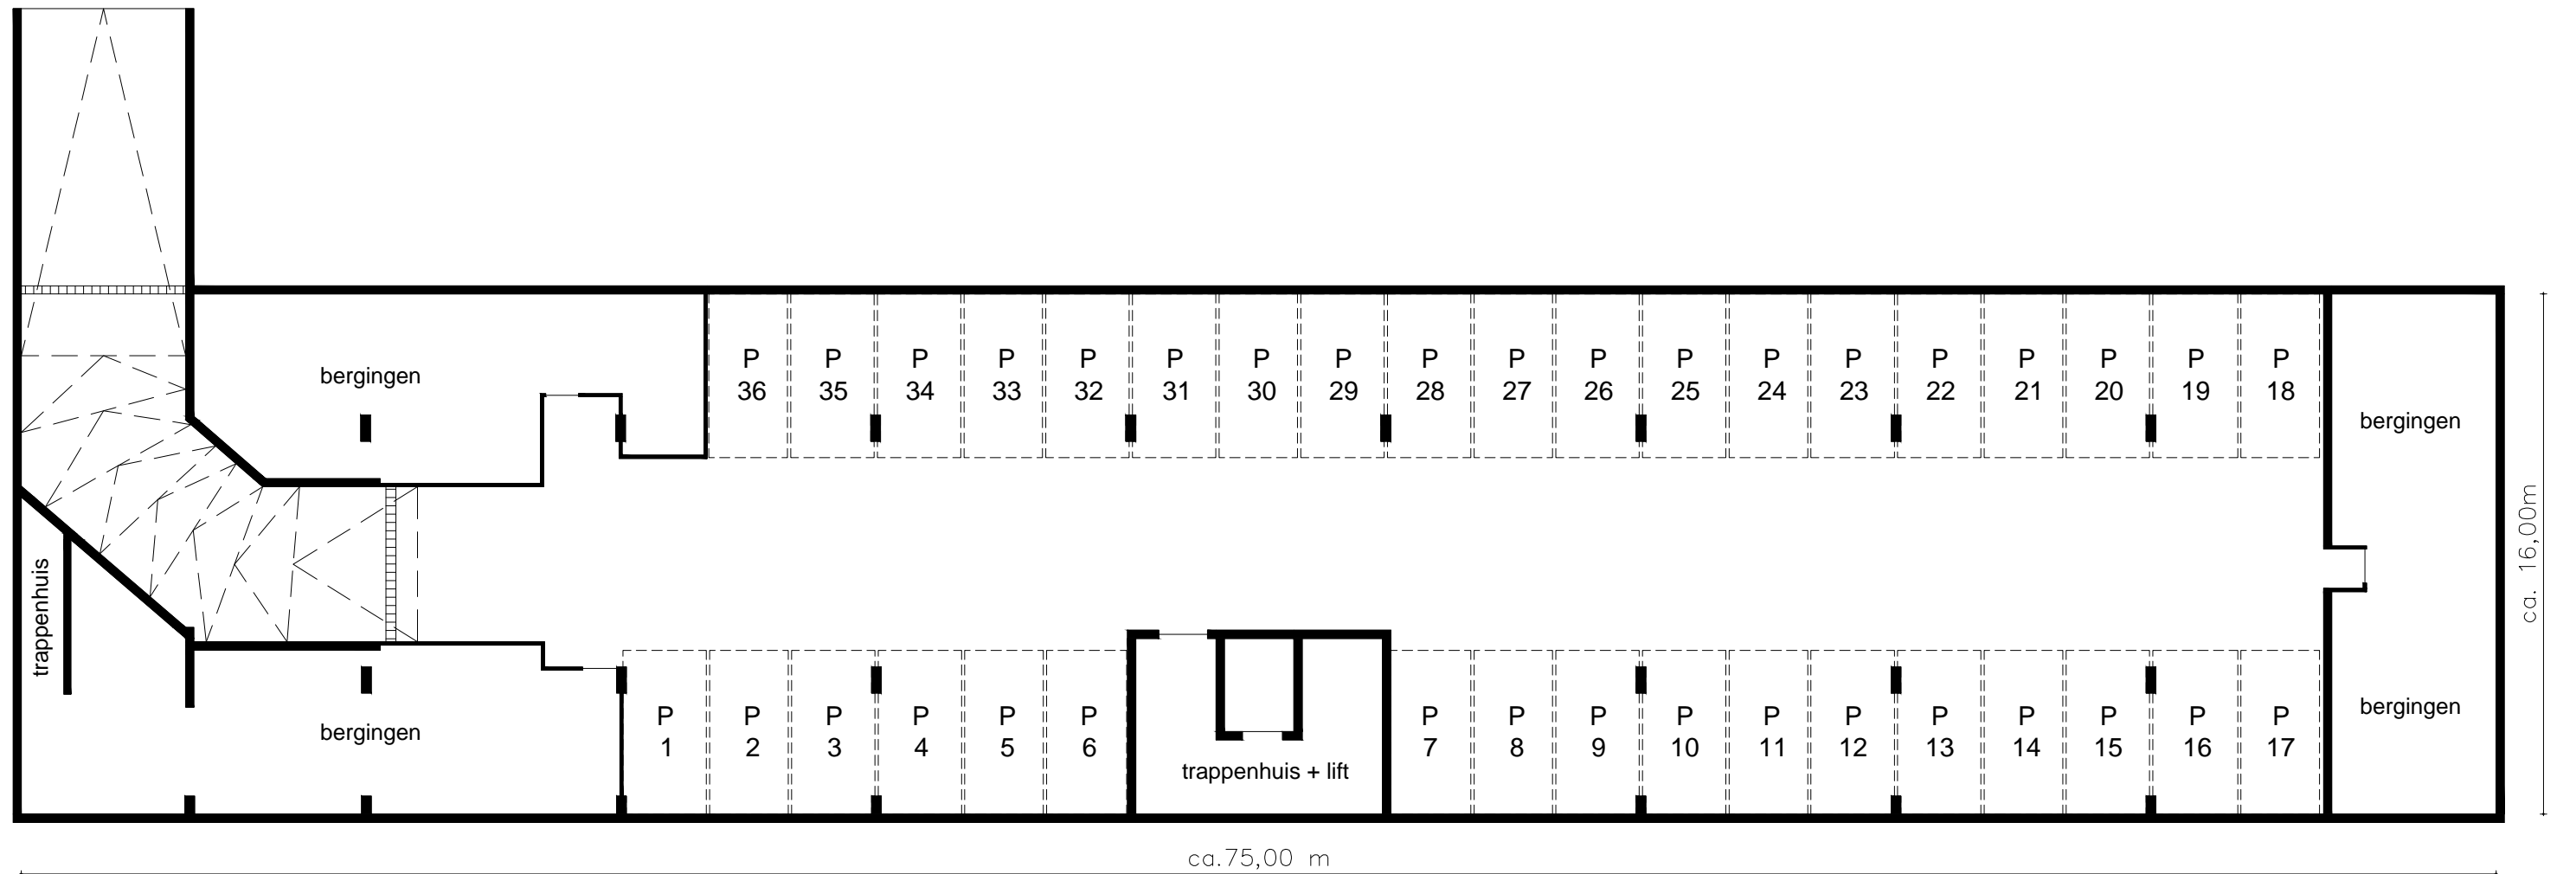 P P P P P P P P P P P P P P P P P P P
36 35 34 33 32 31 30 29 28 27 26 25 24 23 22 21 20 19 18
bergingen
bergingen
ca. 16,00m
trappenhuis
bergingen
P P P P P P P P P P P P P P P P P
1 2 3 4 5 6 7 8 9 10 11 12 13 14 15 16 17
bergingen
trappenhuis + lift
ca.75,00 m